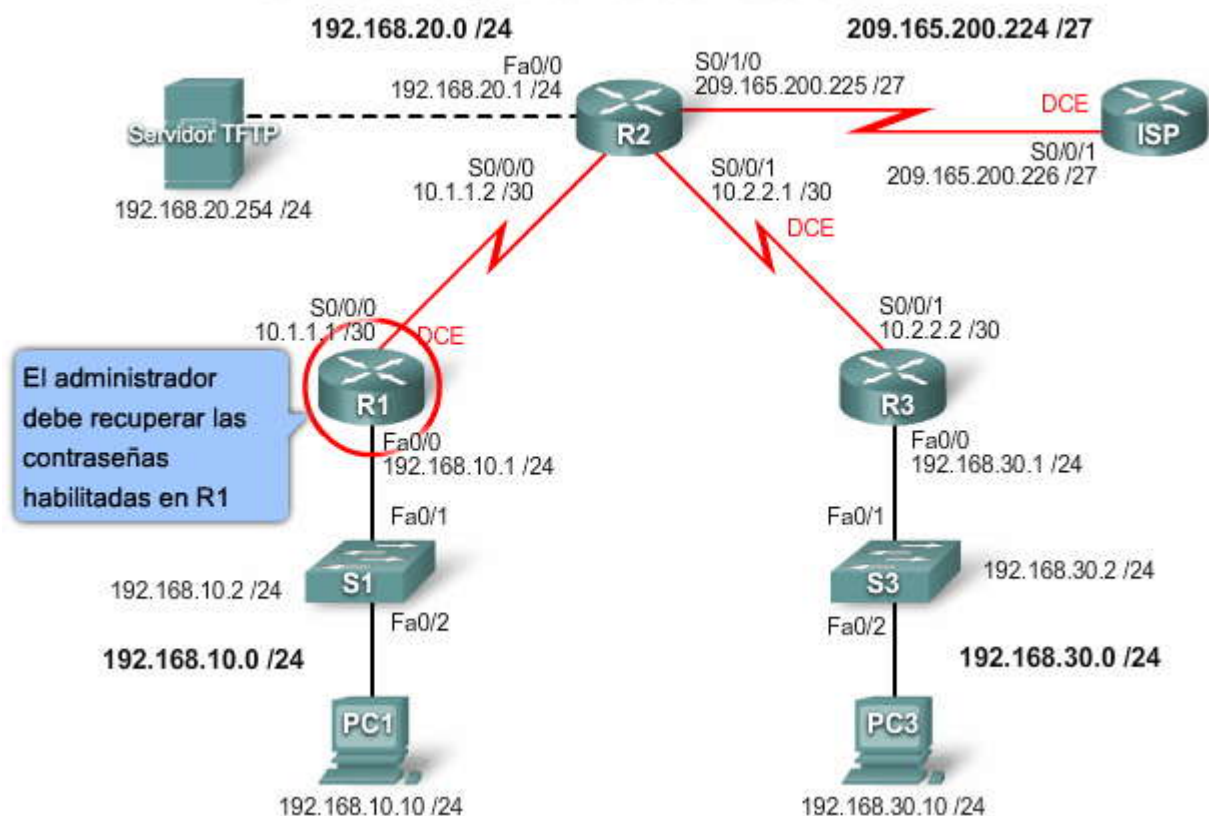 192.168.20.0 /24
209.165.200.224 /27
Fa0/0
192.168.20.1 /24
S0/1/0
209.165.200.225 /27
DCE
Servidor TFTP
R2
ISP
S0/0/1
209.165.200.226 /27
192.168.20.254 /24
S0/0/0
10.1.1.2 /30
S0/0/1
10.2.2.1 /30
DCE
S0/0/0
10.1.1.1 /30
DCE
S0/0/1
10.2.2.2 /30
El administrador
debe recuperar las
contraseñas
habilitadas en R1
R1
R3
Fa0/0
192.168.10.1 /24
Fa0/0
192.168.30.1 /24
Fa0/1
Fa0/1
S1
S3
192.168.10.2 /24
192.168.30.2 /24
Fa0/2
Fa0/2
192.168.10.0 /24
192.168.30.0 /24
PC1
PC3
192.168.10.10 /24
192.168.30.10 /24